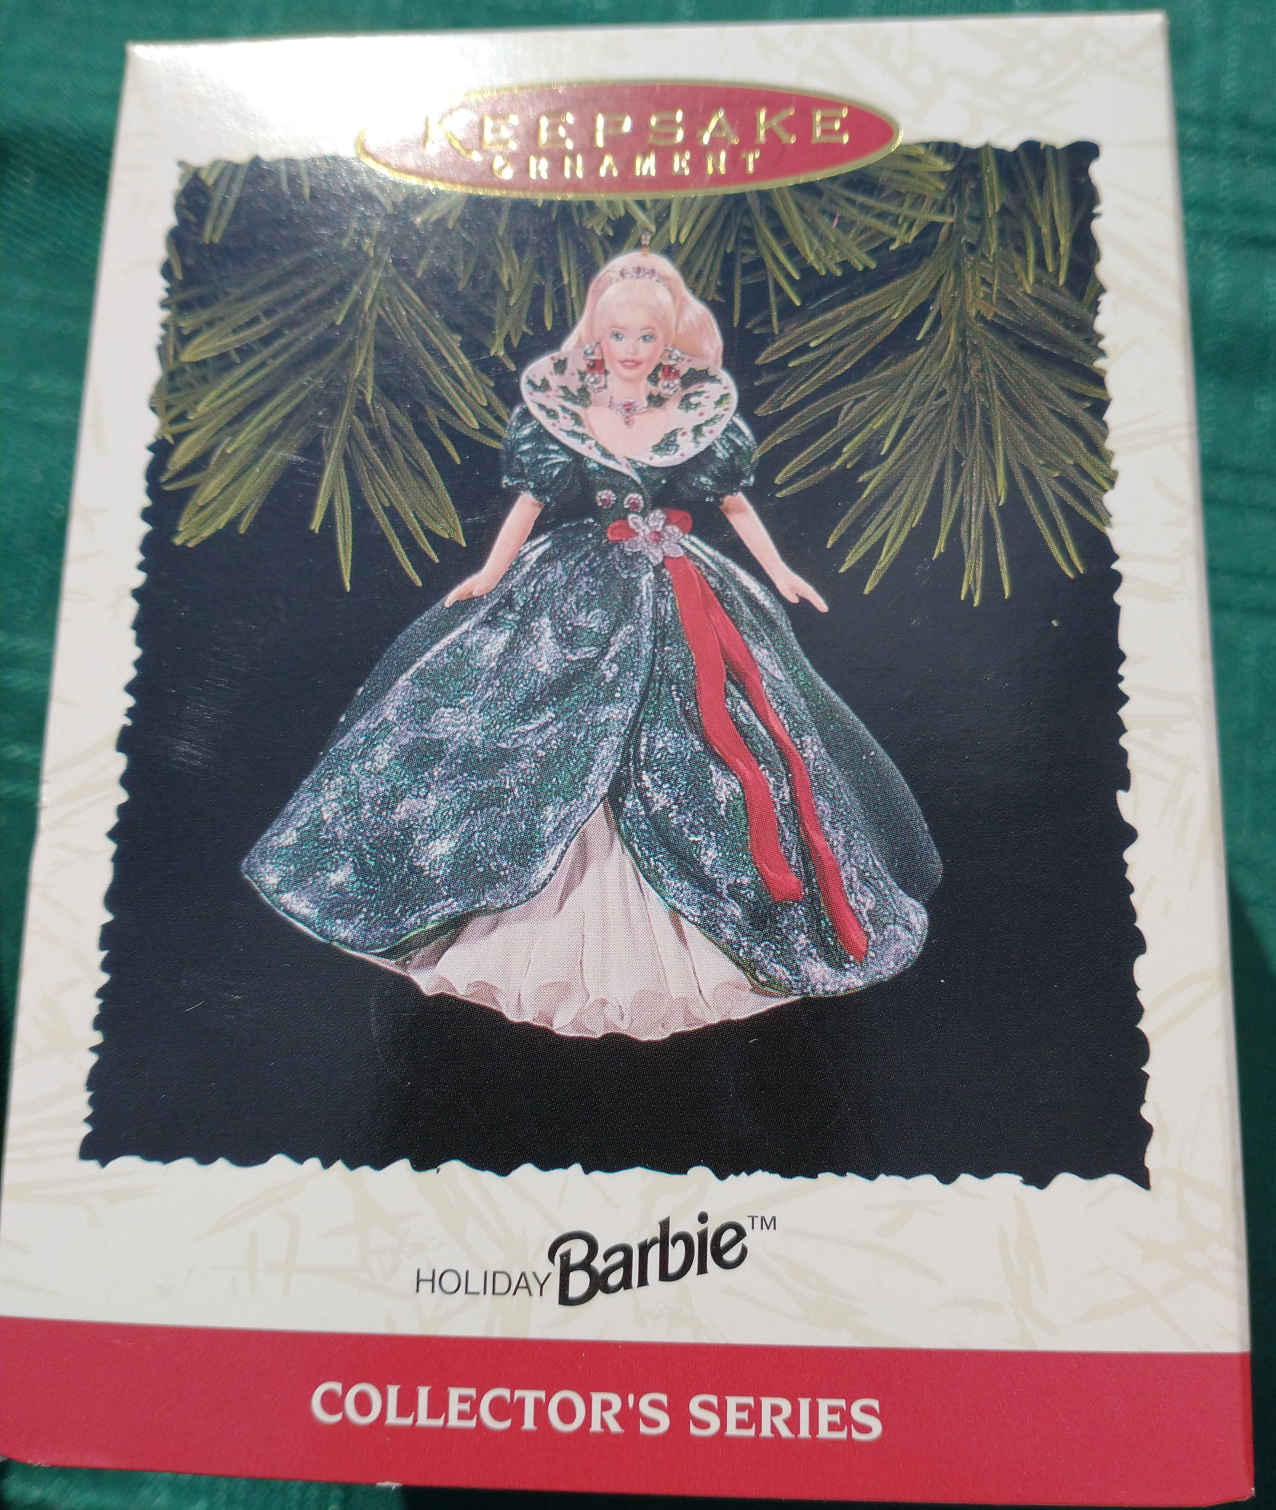 KEEPSAKE
ORNAMENT
HOLIDAY Barbie™
COLLECTOR'S SERIES